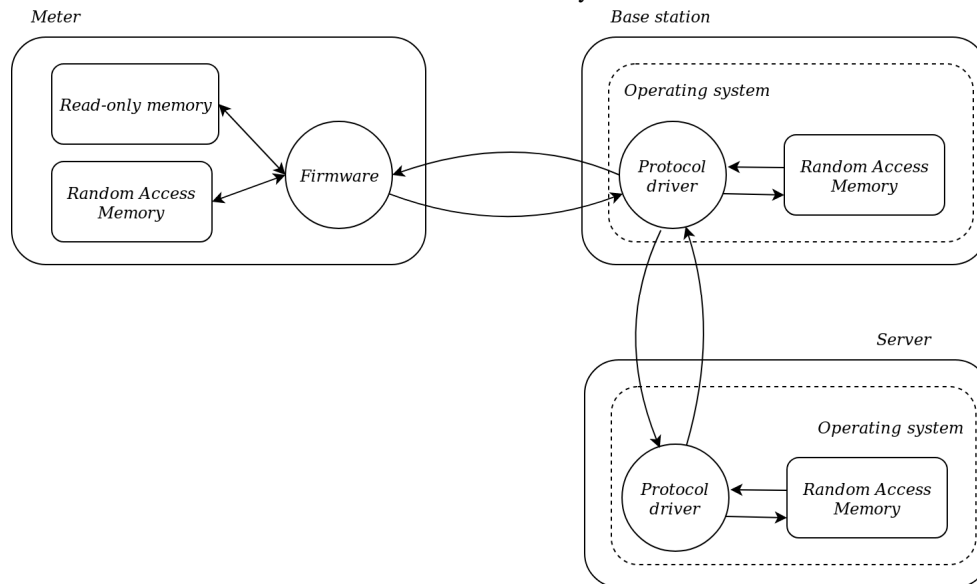 Meter
Base station
Operating system
Read-only memory
Random Access
Memory
Firmware
Protocol
driver
Random Access
Memory
Server
Operating system
Protocol
driver
Random Access
Memory